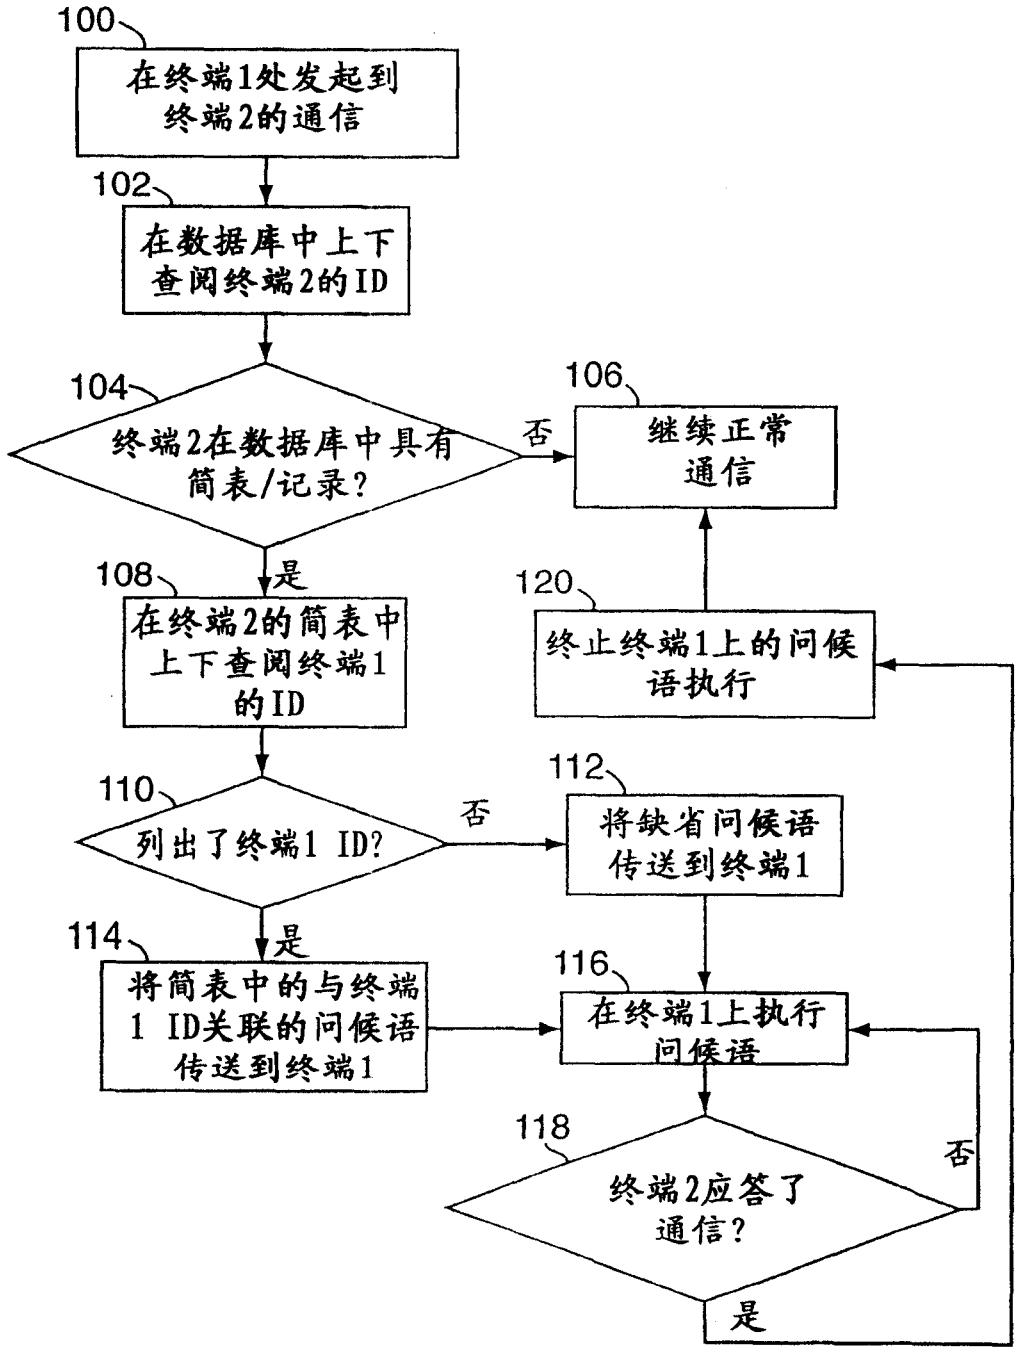 100
在终端1处发起到
终端2的通信
102
在数据库中上下
查阅终端2的ID
104
终端2在数据库中具有
简表/记录?
否
106
继续正常
通信
是
108
在终端2的简表中
上下查阅终端1
的ID
120
终止终端1上的问候
语执行
110
列出了终端1 ID?
否
112
将缺省问候语
传送到终端1
是
114
将简表中的与终端
1 ID关联的问候语
传送到终端1
116
在终端1上执行
问候语
118
终端2应答了
通信?
否
是